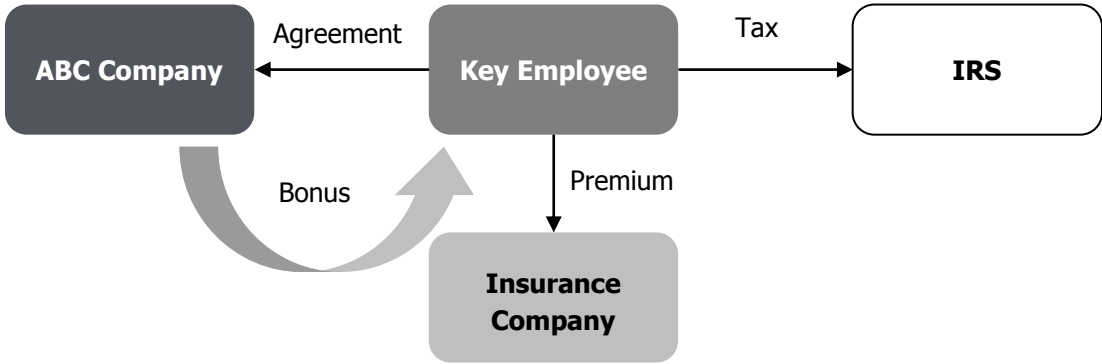 Agreement
Tax
ABC Company
Key Employee
IRS
Bonus
Premium
Insurance
Company